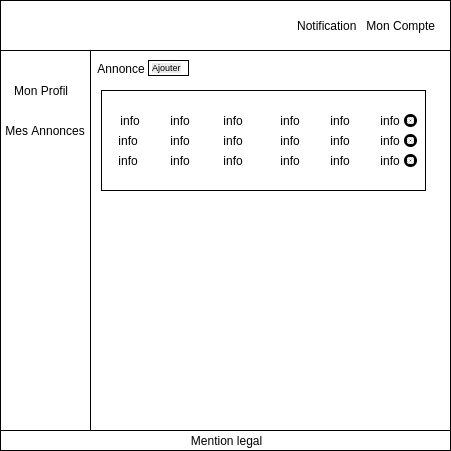 Notification Mon Compte
Mon Profil
Mes Annonces
Annonce Ajouter
info info info info info info
info info info info info info
info info info info info info
Mention legal